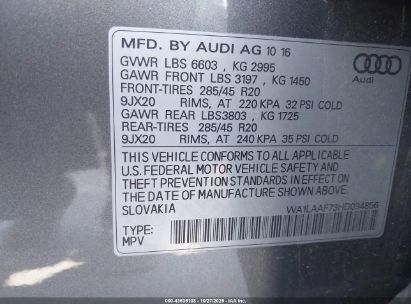 MFD. BY AUDI AG 10 16
GVWR LBS 6603 , KG 2995
GAWR FRONT LBS 3197 , KG 1450
FRONT-TIRES 285/45 R20
9JX20 RIMS, AT 220 KPA 32 PSI COLD
GAWR REAR LBS3803 , KG 1725
REAR-TIRES 285/45 R20
9JX20 RIMS, AT 240 KPA 35 PSI COLD
THIS VEHICLE CONFORMS TO ALL APPLICABLE
U.S. FEDERAL MOTOR VEHICLE SAFETY AND
THEFT PREVENTION STANDARDS IN EFFECT ON
THE DATE OF MANUFACTURE SHOWN ABOVE.
SLOVAKIA WA1LAAF73HD034856
TYPE:
MPV
Audi
10/27/2025